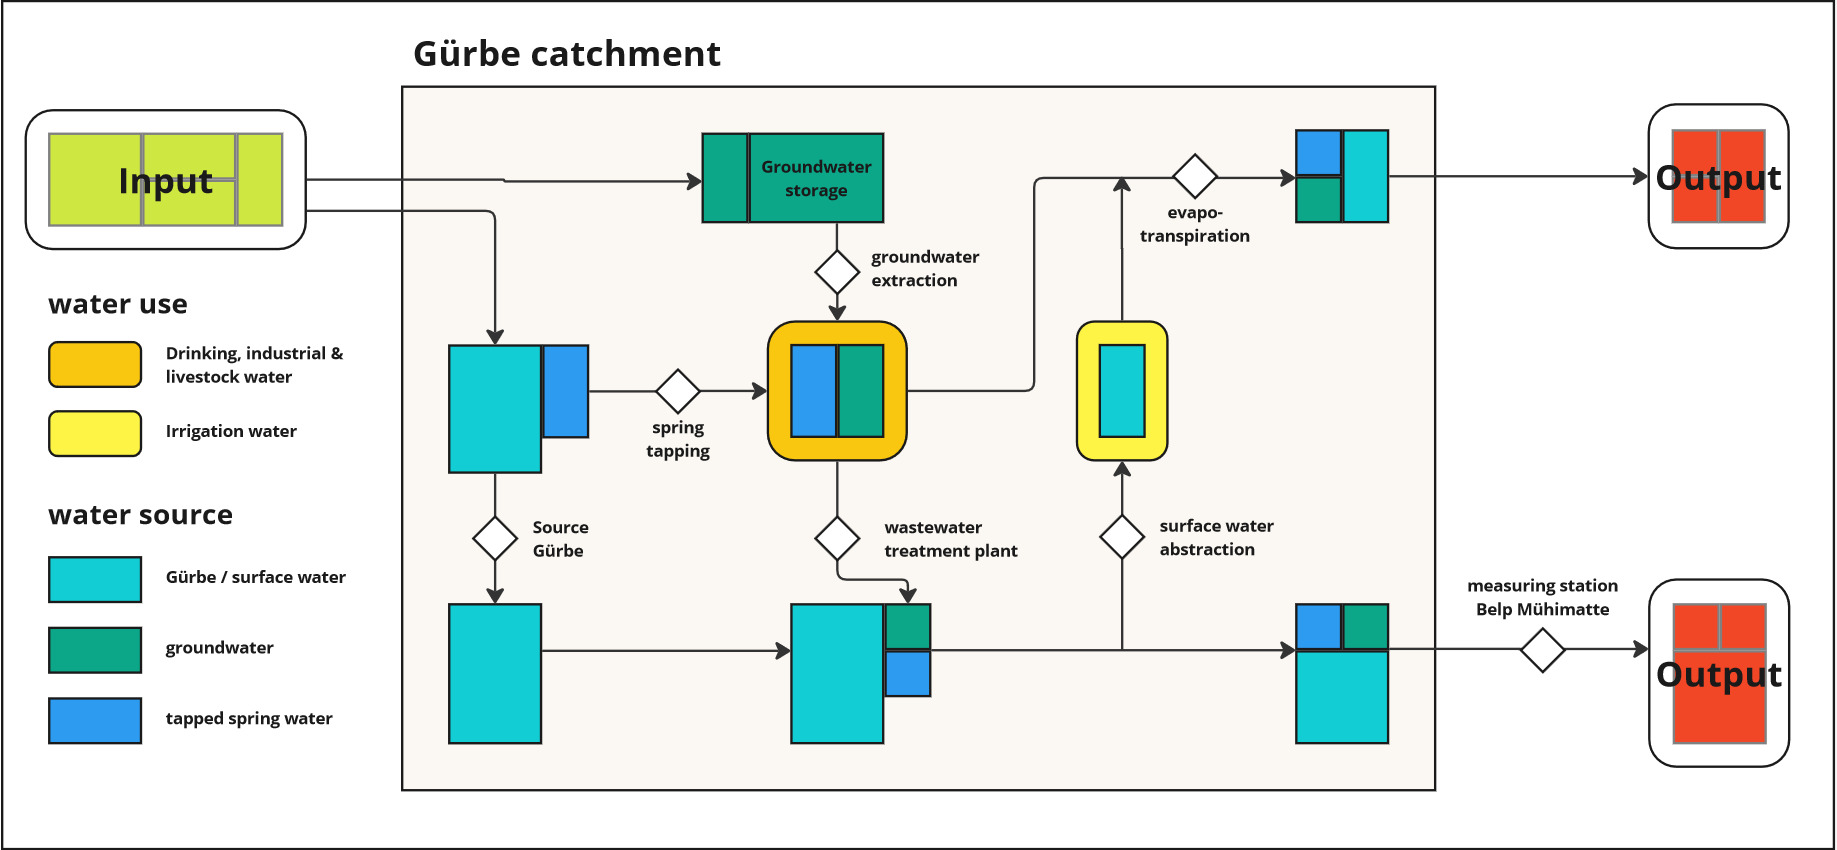 Gürbe catchment
Input
Groundwater
storage
Output
evapo-
transpiration
groundwater
extraction
water use
Drinking, industrial &
livestock water
Irrigation water
spring
tapping
water source
Source
Gürbe
wastewater
treatment plant
surface water
abstraction
Gürbe / surface water
groundwater
tapped spring water
measuring station
Belp Mühimatte
Output